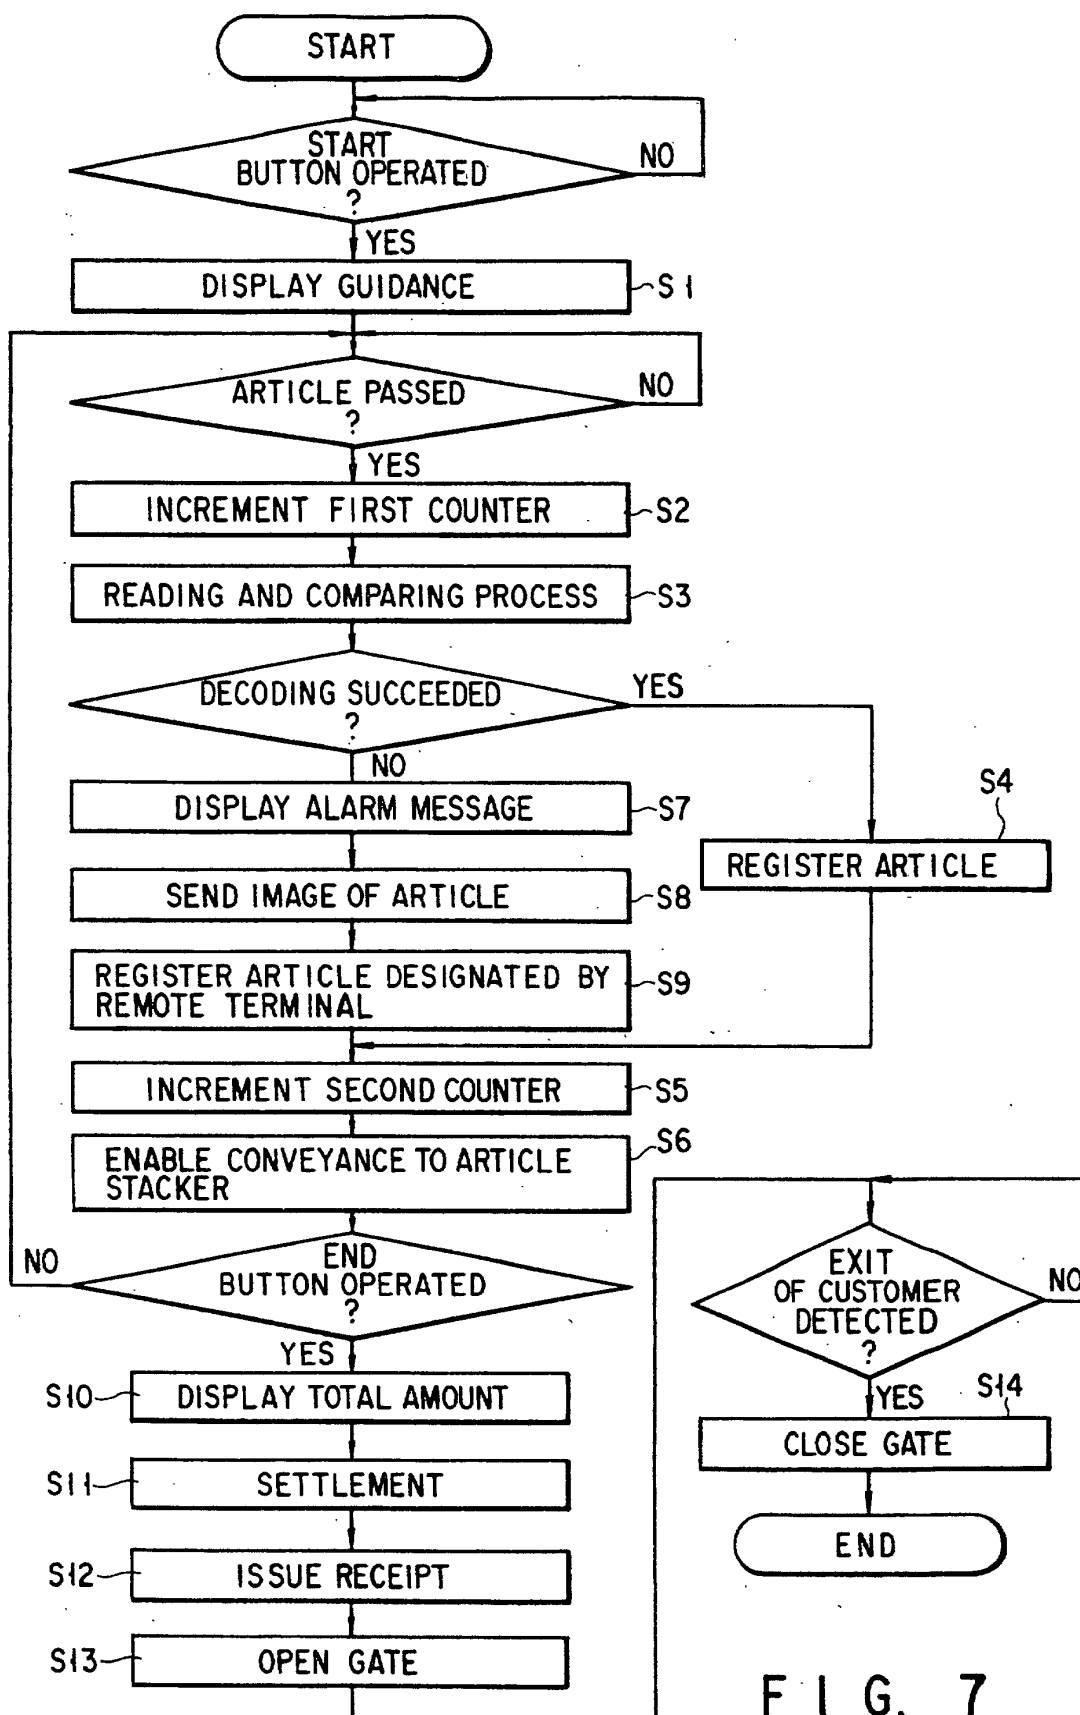 START
START
BUTTON OPERATED
?
NO
YES
DISPLAY GUIDANCE
S1
ARTICLE PASSED
?
NO
YES
INCREMENT FIRST COUNTER
S2
READING AND COMPARING PROCESS
S3
DECODING SUCCEEDED
?
YES
NO
DISPLAY ALARM MESSAGE
S7
S4
REGISTER ARTICLE
SEND IMAGE OF ARTICLE
S8
REGISTER ARTICLE DESIGNATED BY
REMOTE TERMINAL
S9
INCREMENT SECOND COUNTER
S5
ENABLE CONVEYANCE TO ARTICLE
STACKER
S6
END
BUTTON OPERATED
?
NO
YES
S10
DISPLAY TOTAL AMOUNT
S11
SETTLEMENT
S12
ISSUE RECEIPT
S13
OPEN GATE
EXIT
OF CUSTOMER
DETECTED
?
NO
YES
S14
CLOSE GATE
END
FIG. 7